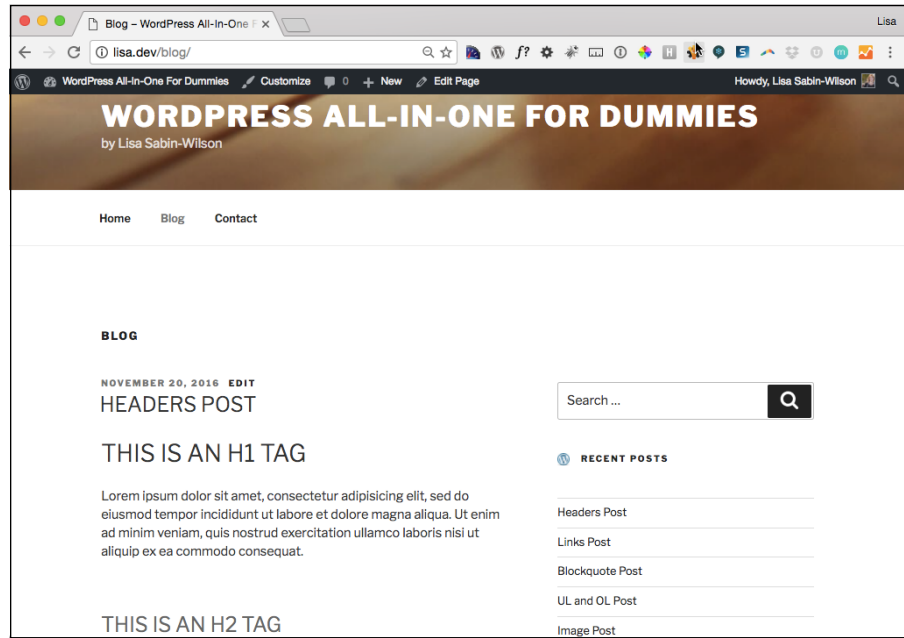 Blog – WordPress All-In-One F
Lisa
lisa.dev/blog/
f?
WordPress All-In-One For Dummies Customize 0 New Edit Page Howdy, Lisa Sabin-Wilson
WORDPRESS ALL-IN-ONE FOR DUMMIES
by Lisa Sabin-Wilson
Home Blog Contact
BLOG
NOVEMBER 20, 2016 EDIT
HEADERS POST
THIS IS AN H1 TAG
Lorem ipsum dolor sit amet, consectetur adipisicing elit, sed do
eiusmod tempor incididunt ut labore et dolore magna aliqua. Ut enim
ad minim veniam, quis nostrud exercitation ullamco laboris nisi ut
aliquip ex ea commodo consequat.
THIS IS AN H2 TAG
Search ...
RECENT POSTS
Headers Post
Links Post
Blockquote Post
UL and OL Post
Image Post